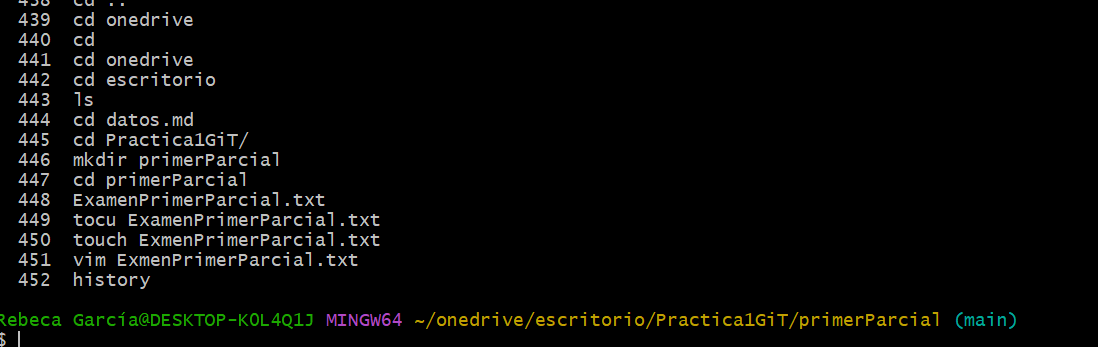 438 cd ..
439 cd onedrive
440 cd
441 cd onedrive
442 cd escritorio
443 ls
444 cd datos.md
445 cd Practica1GiT/
446 mkdir primerParcial
447 cd primerParcial
448 ExamenPrimerParcial.txt
449 tocu ExamenPrimerParcial.txt
450 touch ExmenPrimerParcial.txt
451 vim ExmenPrimerParcial.txt
452 history
Rebeca García@DESKTOP-K0L4Q1J MINGW64 ~/onedrive/escritorio/Practica1GiT/primerParcial (main)
$